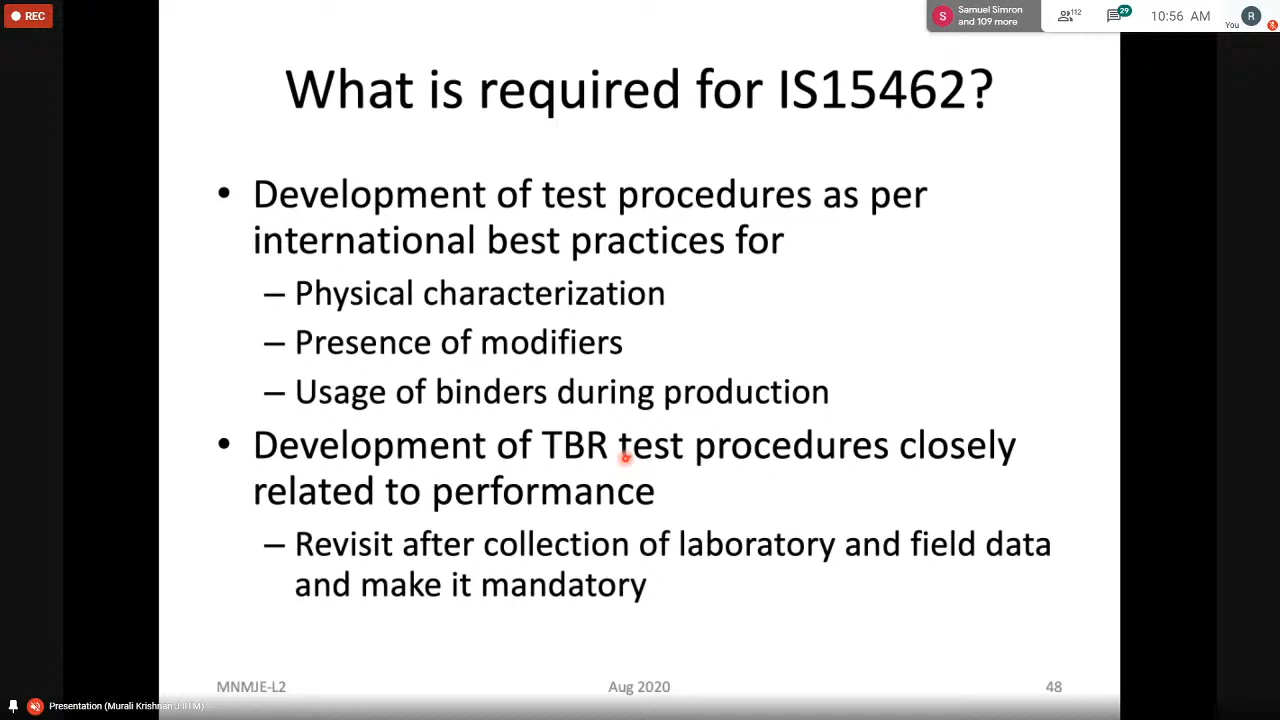 REC
S
Samuel Simron
and 109 more
112
29
10:56 AM
You
R
What is required for IS15462?
• Development of test procedures as per
international best practices for
– Physical characterization
– Presence of modifiers
– Usage of binders during production
• Development of TBR test procedures closely
related to performance
– Revisit after collection of laboratory and field data
and make it mandatory
MNMJE-L2
Aug 2020
48
Presentation (Murali Krishnan J IITM)